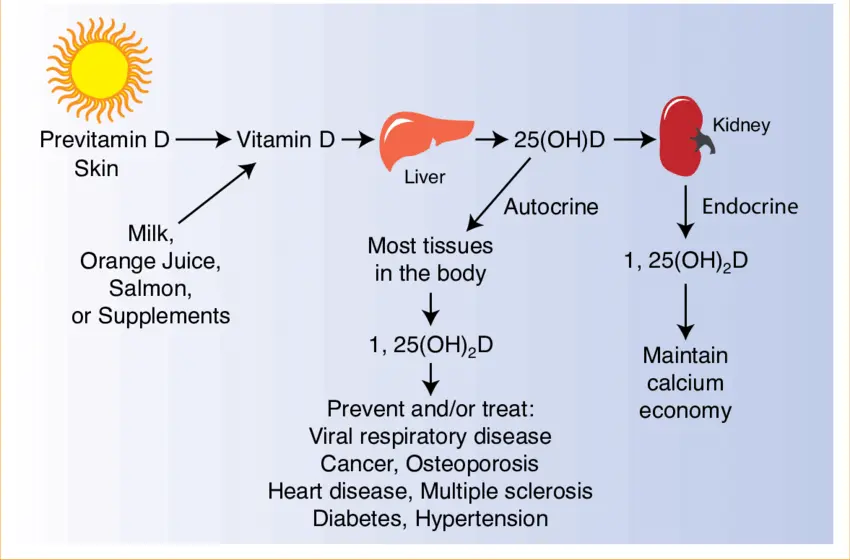 Previtamin D
Skin
Vitamin D
Liver
25(OH)D
Kidney
Milk,
Orange Juice,
Salmon,
or Supplements
Autocrine
Most tissues
in the body
1, 25(OH)₂D
Prevent and/or treat:
Viral respiratory disease
Cancer, Osteoporosis
Heart disease, Multiple sclerosis
Diabetes, Hypertension
Endocrine
1, 25(OH)₂D
Maintain
calcium
economy